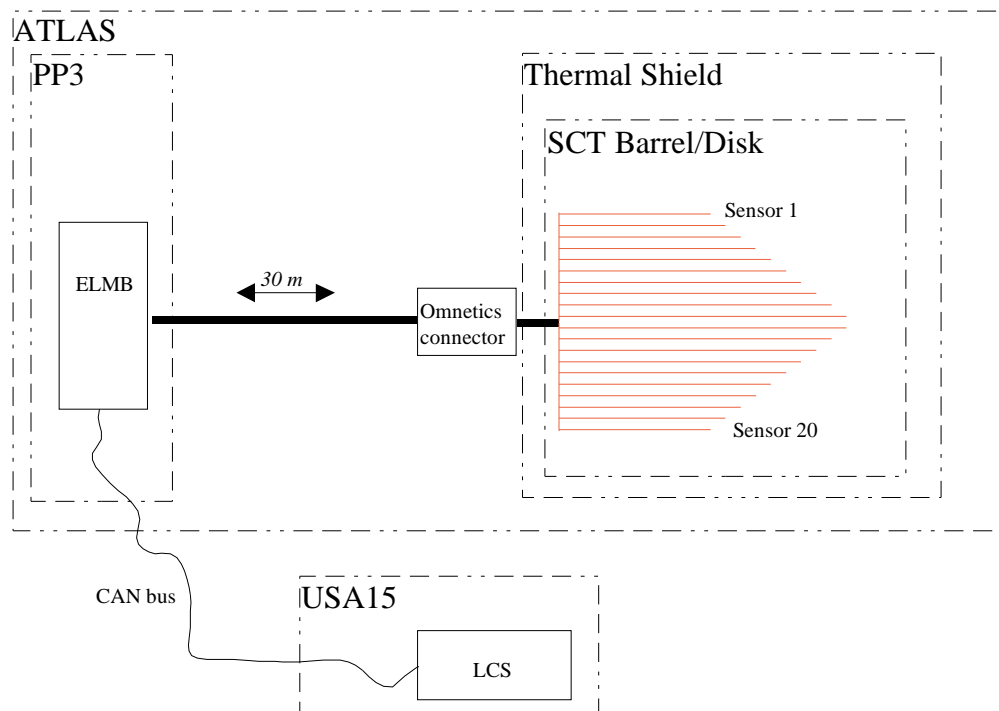 ATLAS
PP3
Thermal Shield
SCT Barrel/Disk
Sensor 1
ELMB
30 m
Omnetics
connector
Sensor 20
CAN bus
USA15
LCS